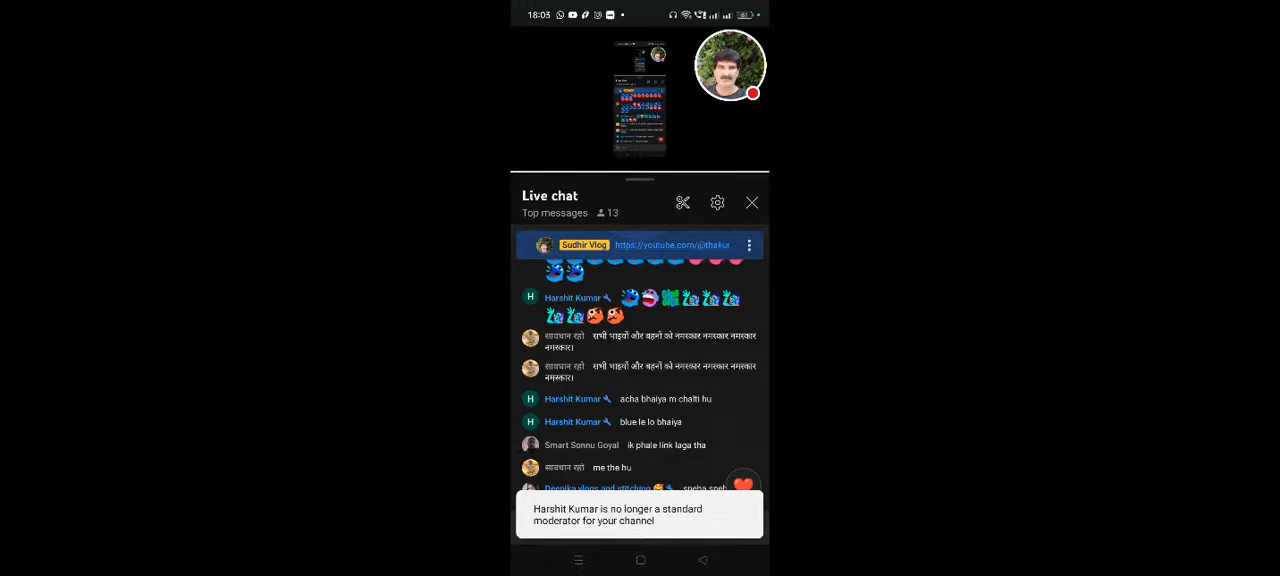 18:03
Live chat
Top messages 13
Sudhir Vlog https://youtube.com/@thakur
Harshit Kumar
सावधान रहो सभी भाइयों और बहनों को नमस्कार नमस्कार नमस्कार
नमस्कार।
सावधान रहो सभी भाइयों और बहनों को नमस्कार नमस्कार नमस्कार
नमस्कार।
H Harshit Kumar acha bhaiya m chalti hu
H Harshit Kumar blue le lo bhaiya
Smart Sonnu Goyal ik phale link laga tha
सावधान रहो me the hu
Deepika vlogs and stitching
Harshit Kumar is no longer a standard
moderator for your channel